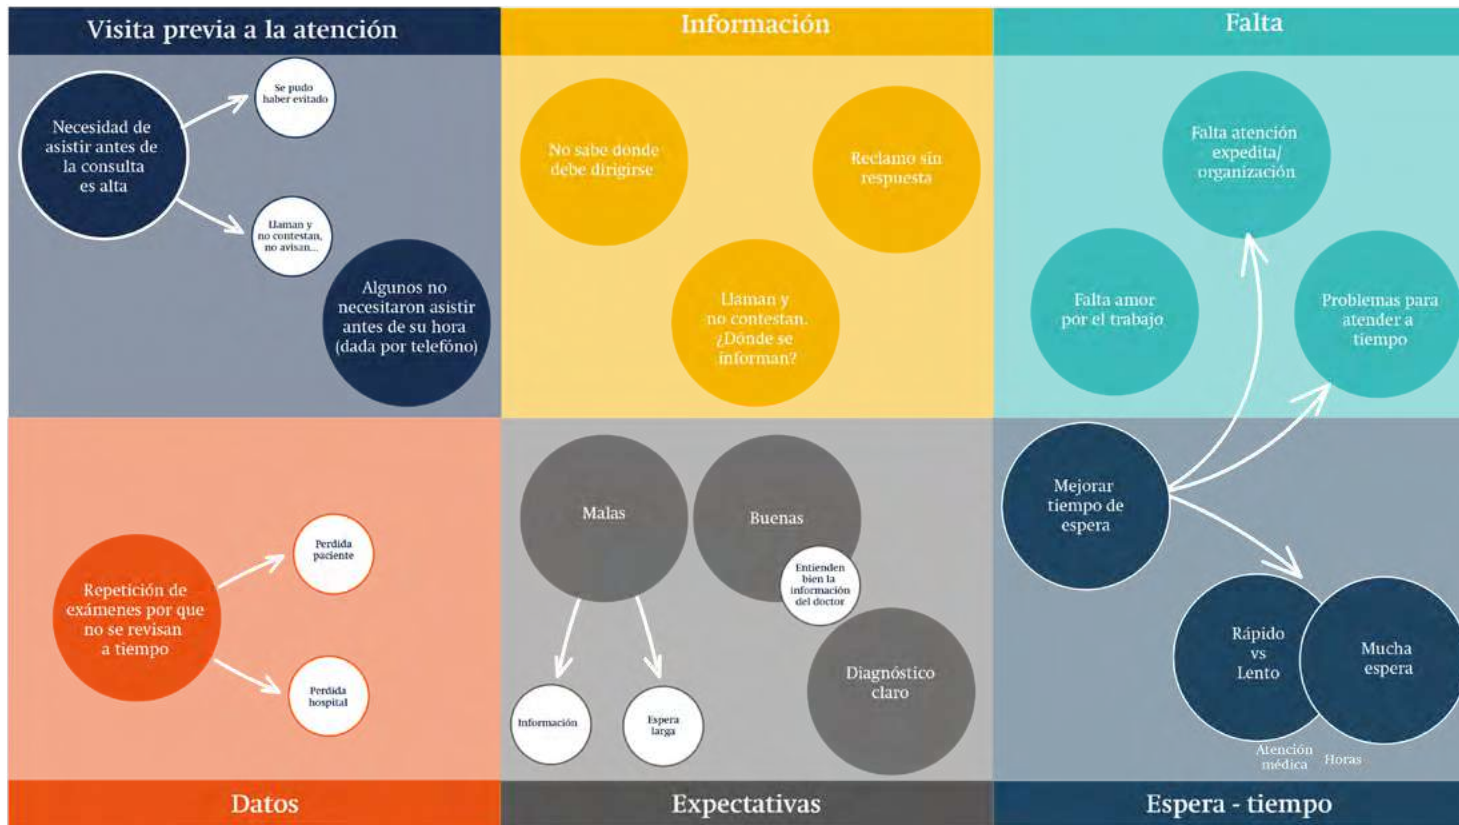 Visita previa a la atención
Se pudo
haber evitado
Necesidad de
asistir antes de
la consulta
es alta
Llaman y
no contestan,
no avisan...
Algunos no
necesitaron asistir
antes de su hora
(dada por telefóno)
Información
No sabe donde
debe dirigirse
Reclamo sin
respuesta
Llaman y
no contestan.
¿Dónde se
informan?
Falta
Falta atención
expedita/
organización
Falta amor
por el trabajo
Problemas para
atender a
tiempo
Repetición de
exámenes por que
no se revisan
a tiempo
Perdida
paciente
Perdida
hospital
Datos
Malas
Buenas
Entienden
bien la
información
del doctor
Diagnóstico
claro
Información
Espera
larga
Expectativas
Mejorar
tiempo de
espera
Rápido
vs
Lento
Mucha
espera
Atención
médica
Horas
Espera - tiempo